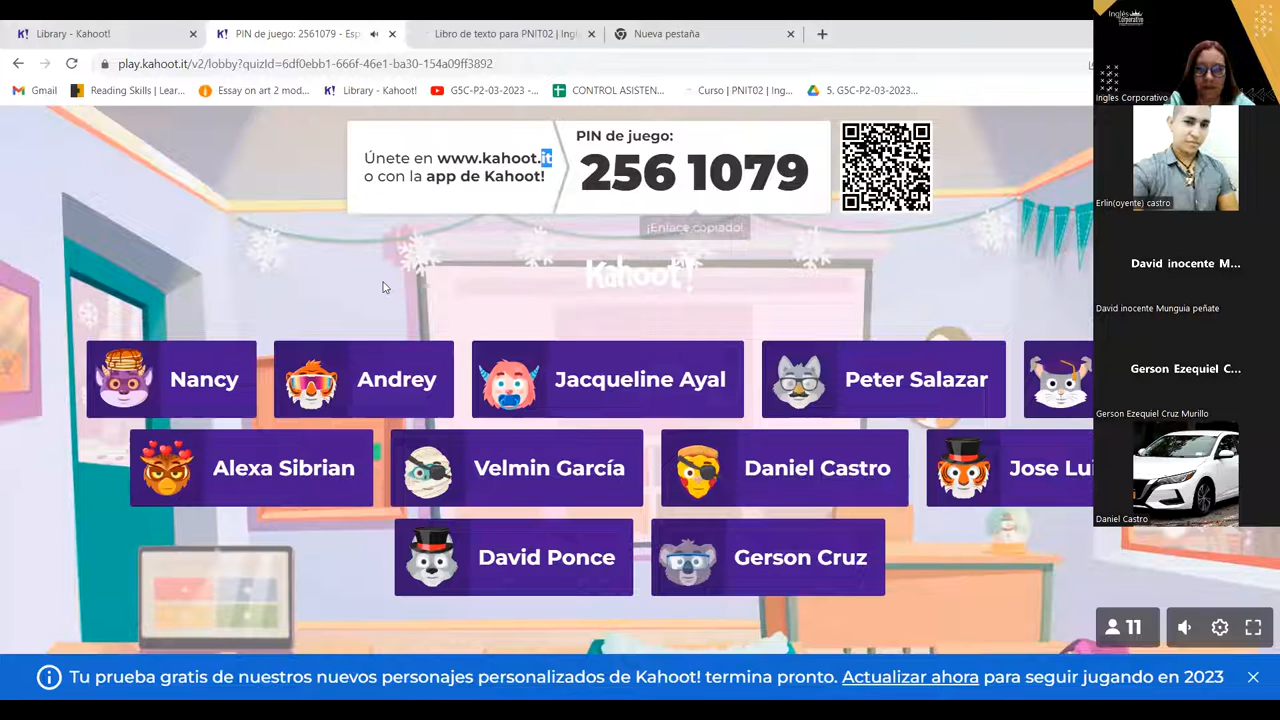 Library - Kahoot!
PIN de juego: 2561079 - Esp
Libro de texto para PNIT02 | Ingl
Nueva pestaña
play.kahoot.it/v2/lobby?quizId=6df0ebb1-666f-46e1-ba30-154a09ff3892
Gmail
Reading Skills | Lear...
Essay on art 2 mod...
Library - Kahoot!
G5C-P2-03-2023 -...
CONTROL ASISTEN...
Curso | PNIT02 | Ing...
5. G5C-P2-03-2023...
Únete en www.kahoot.it
o con la app de Kahoot!
PIN de juego:
256 1079
¡Enlace copiado!
Kahoot!
Nancy
Andrey
Jacqueline Ayal
Peter Salazar
Alexa Sibrian
Velmin García
Daniel Castro
Jose Lui
David Ponce
Gerson Cruz
11
Tu prueba gratis de nuestros nuevos personajes personalizados de Kahoot! termina pronto. Actualizar ahora para seguir jugando en 2023
Inglés
Corporativo
Ingles Corporativo
Erlin(oyente) castro
David inocente M...
David inocente Munguia peñate
Gerson Ezequiel C...
Gerson Ezequiel Cruz Murillo
Daniel Castro